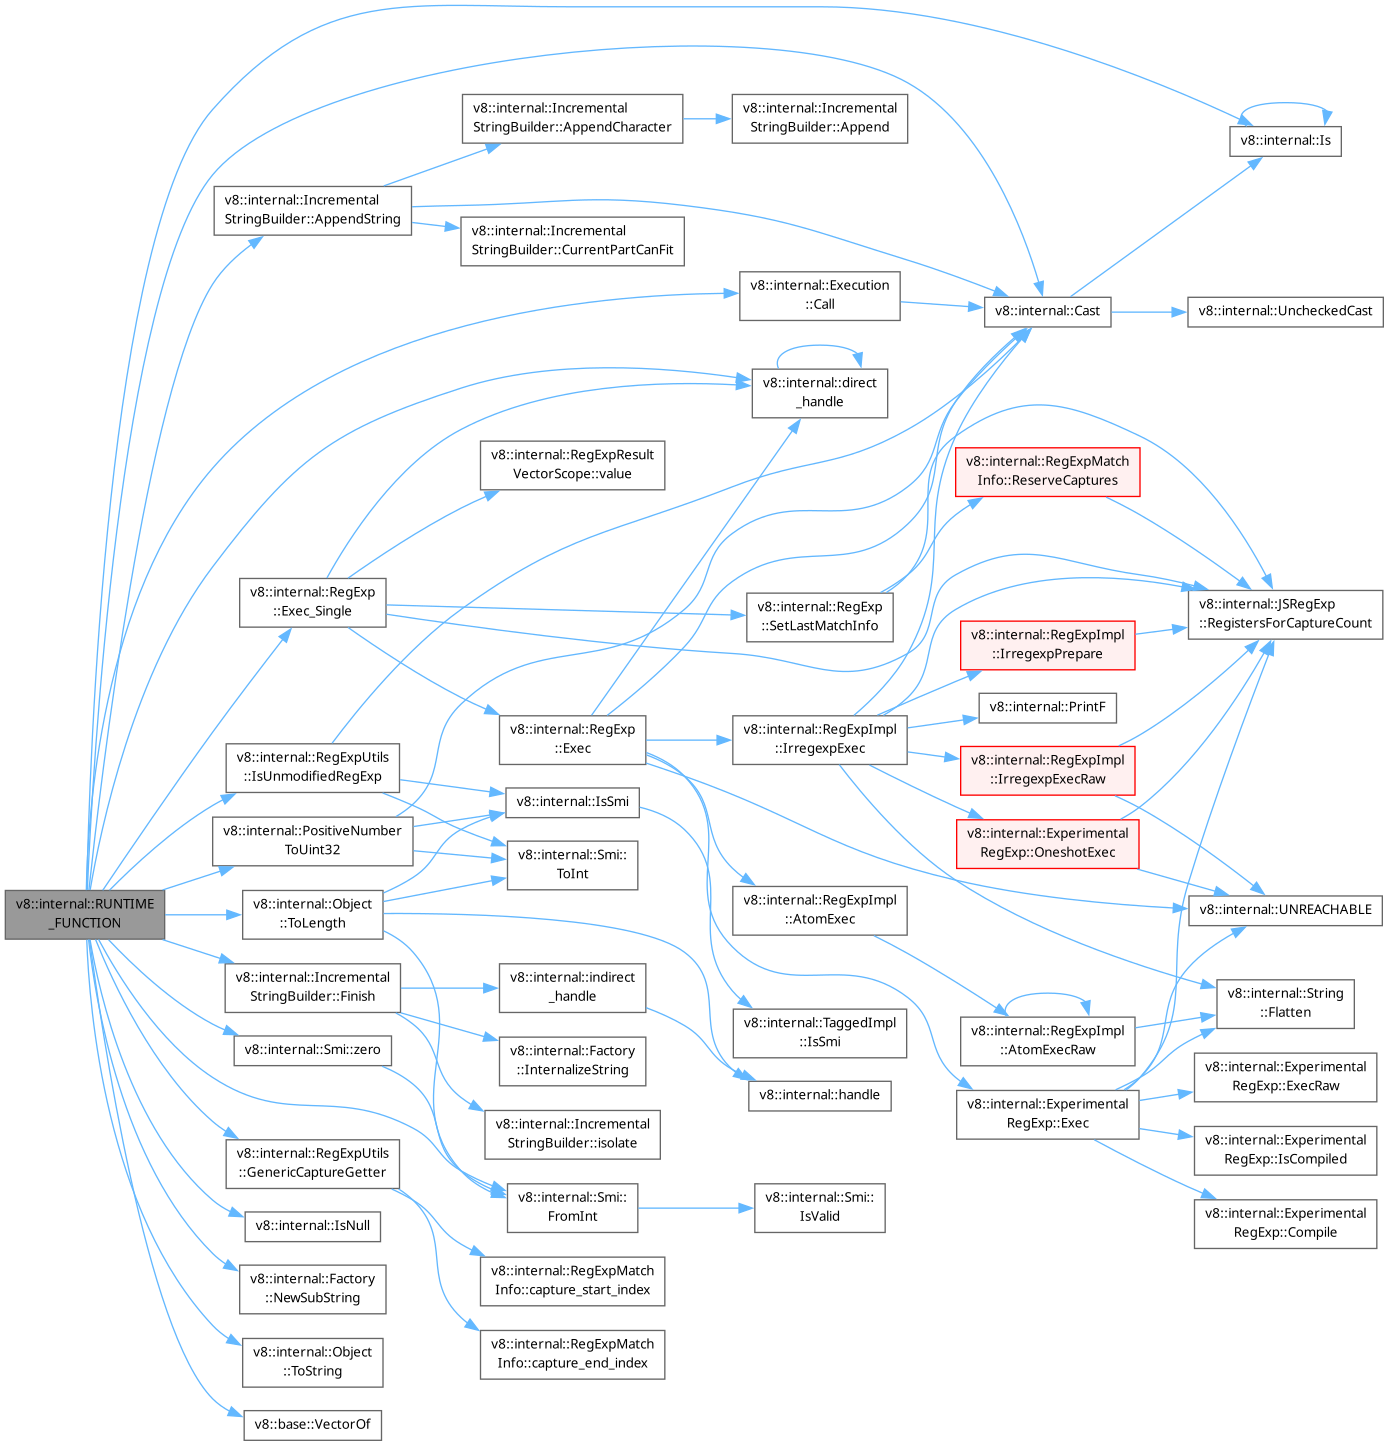 v8::internal::RUNTIME
_FUNCTION
v8::internal::Incremental
StringBuilder::AppendString
v8::internal::Incremental
StringBuilder::AppendCharacter
v8::internal::Incremental
StringBuilder::Append
v8::internal::Incremental
StringBuilder::CurrentPartCanFit
v8::internal::Is
v8::internal::Execution
::Call
v8::internal::Cast
v8::internal::UncheckedCast
v8::internal::direct
_handle
v8::internal::RegExpResult
VectorScope::value
v8::internal::RegExpMatch
Info::ReserveCaptures
v8::internal::RegExp
::Exec_Single
v8::internal::RegExp
::SetLastMatchInfo
v8::internal::JSRegExp
::RegistersForCaptureCount
v8::internal::RegExpImpl
::IrregexpPrepare
v8::internal::PrintF
v8::internal::RegExp
::Exec
v8::internal::RegExpImpl
::IrregexpExec
v8::internal::RegExpImpl
::IrregexpExecRaw
v8::internal::RegExpUtils
::IsUnmodifiedRegExp
v8::internal::IsSmi
v8::internal::PositiveNumber
ToUint32
v8::internal::Experimental
RegExp::OneshotExec
v8::internal::Smi::
ToInt
v8::internal::Object
::ToLength
v8::internal::RegExpImpl
::AtomExec
v8::internal::UNREACHABLE
v8::internal::Incremental
StringBuilder::Finish
v8::internal::indirect
_handle
v8::internal::String
::Flatten
v8::internal::TaggedImpl
::IsSmi
v8::internal::RegExpImpl
::AtomExecRaw
v8::internal::Smi::zero
v8::internal::Factory
::InternalizeString
v8::internal::Experimental
RegExp::ExecRaw
v8::internal::handle
v8::internal::Experimental
RegExp::Exec
v8::internal::Incremental
StringBuilder::isolate
v8::internal::Experimental
RegExp::IsCompiled
v8::internal::RegExpUtils
::GenericCaptureGetter
v8::internal::Smi::
FromInt
v8::internal::Smi::
IsValid
v8::internal::Experimental
RegExp::Compile
v8::internal::IsNull
v8::internal::RegExpMatch
Info::capture_start_index
v8::internal::Factory
::NewSubString
v8::internal::RegExpMatch
Info::capture_end_index
v8::internal::Object
::ToString
v8::base::VectorOf